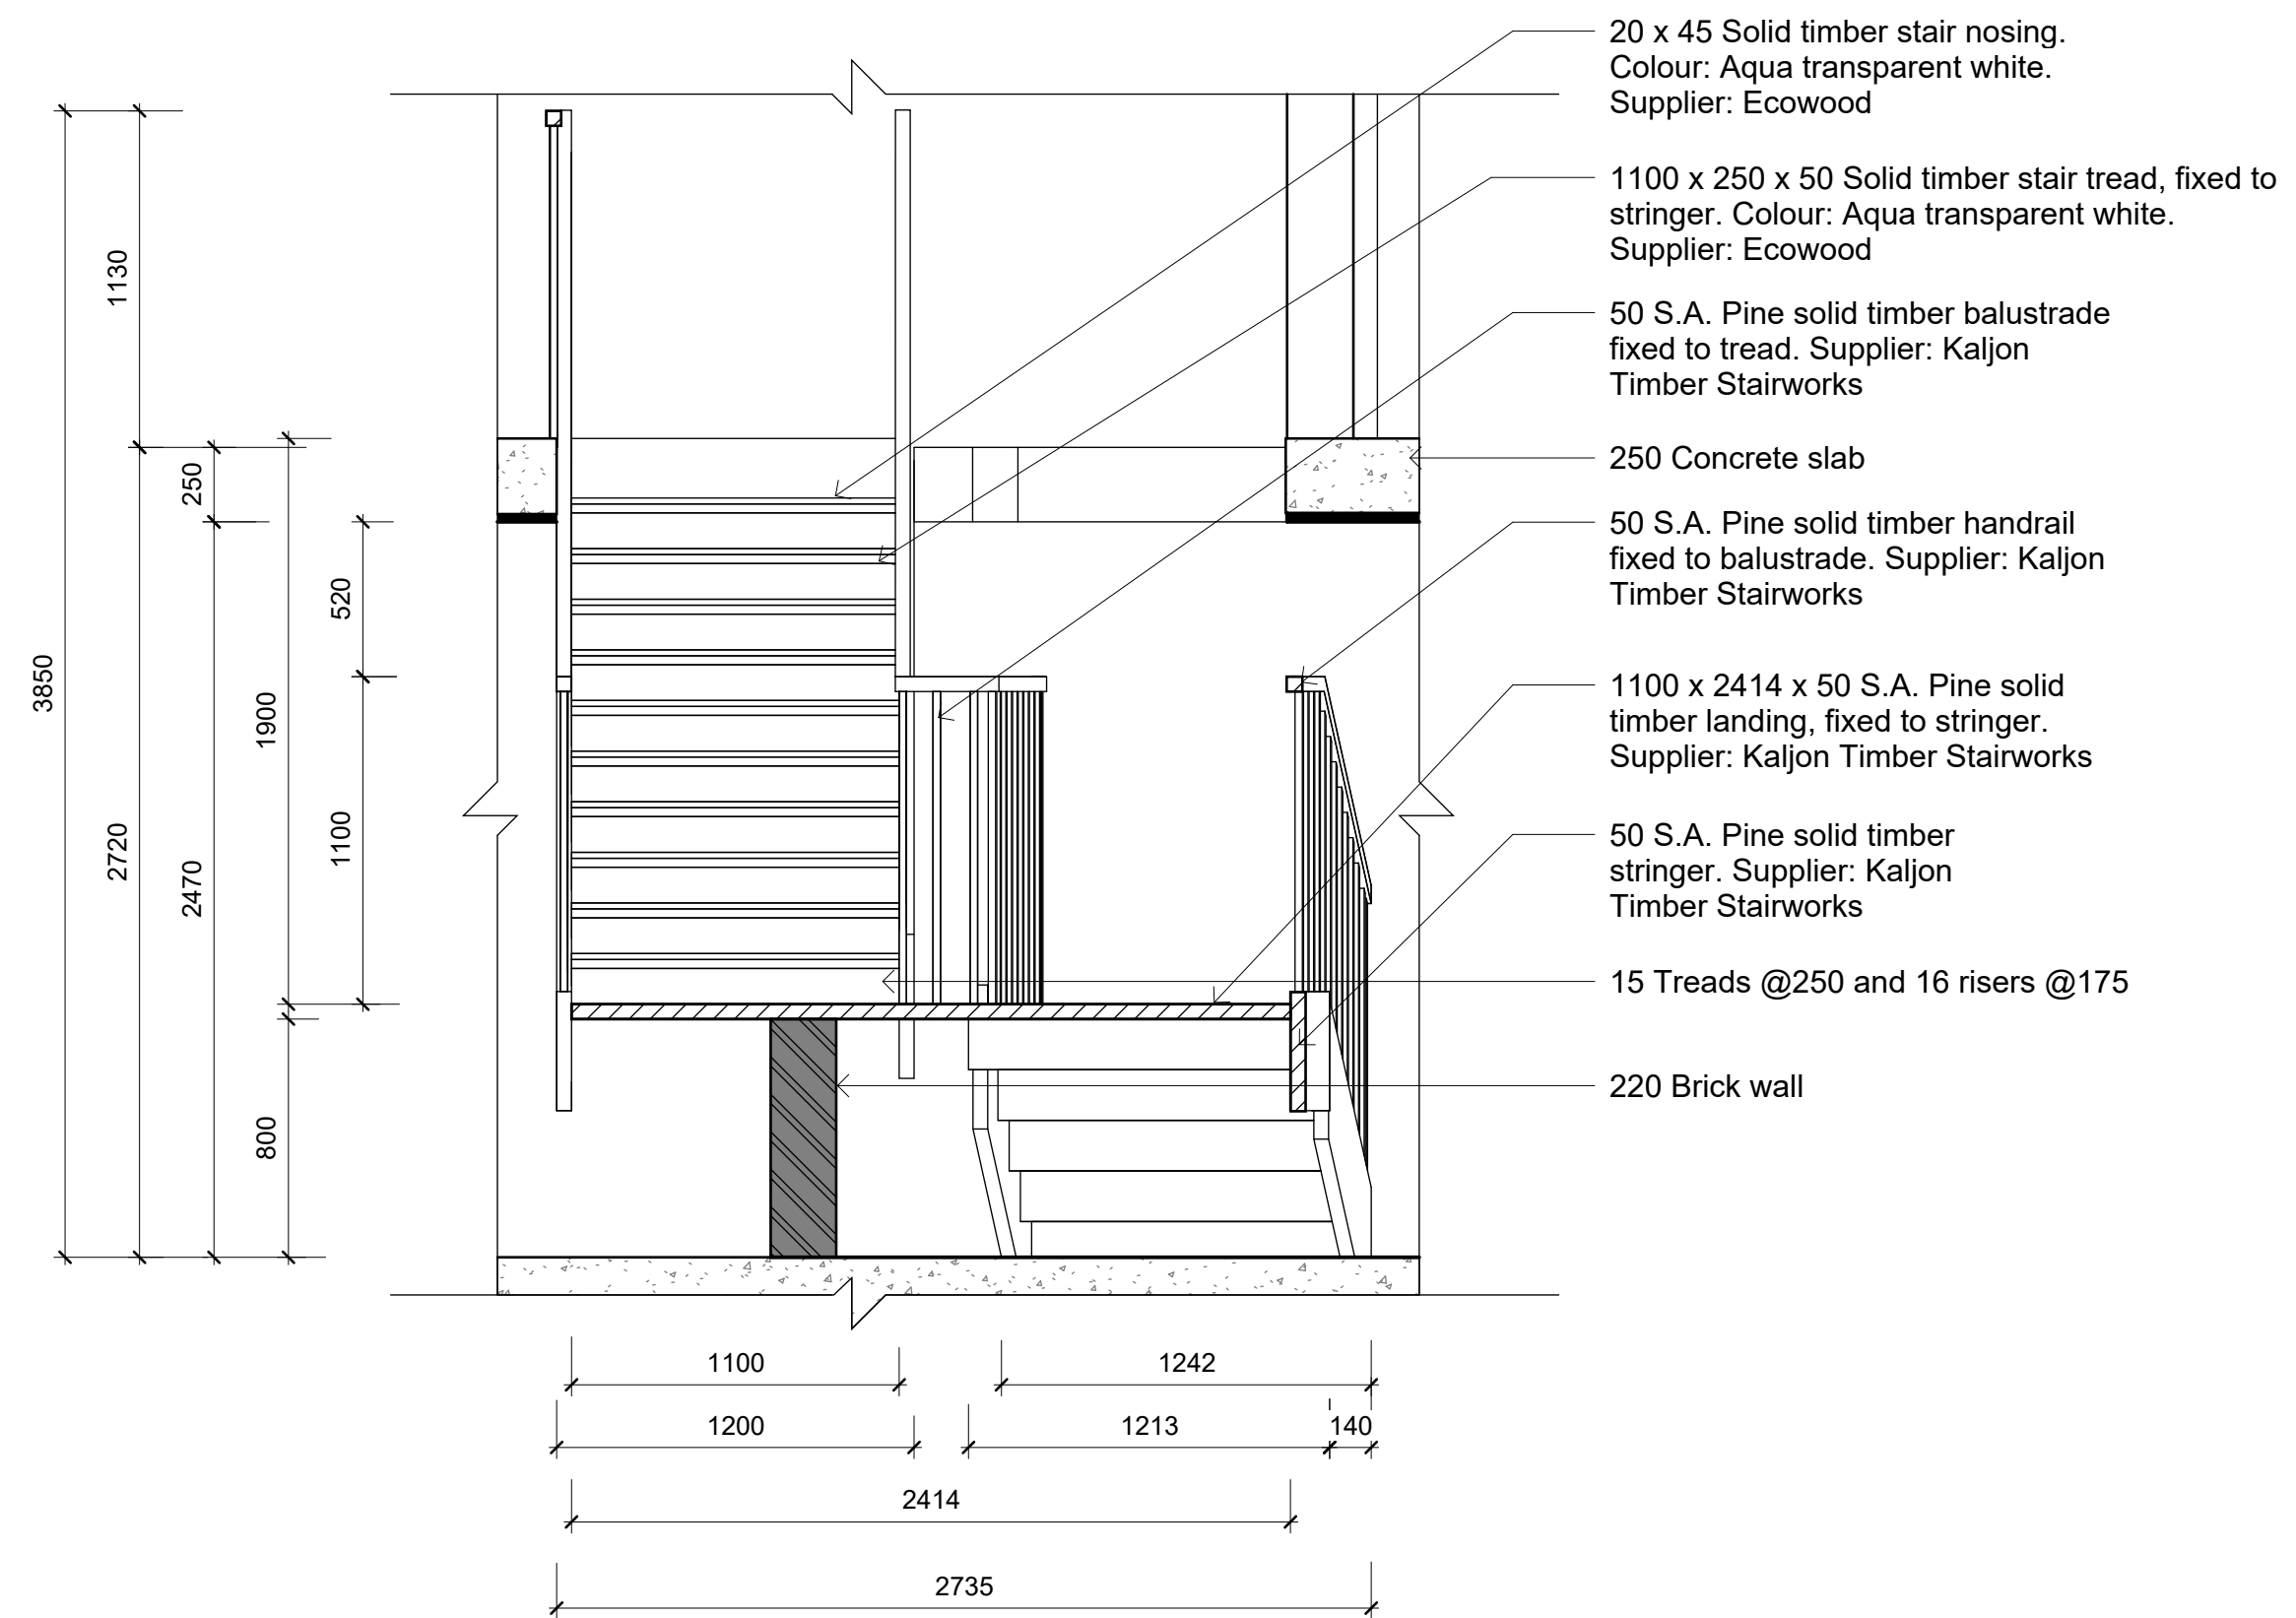 20 x 45 Solid timber stair nosing.
Colour: Aqua transparent white.
Supplier: Ecowood
1100 x 250 x 50 Solid timber stair tread, fixed to
stringer. Colour: Aqua transparent white.
Supplier: Ecowood
50 S.A. Pine solid timber balustrade
fixed to tread. Supplier: Kaljon
Timber Stairworks
250 Concrete slab
50 S.A. Pine solid timber handrail
fixed to balustrade. Supplier: Kaljon
Timber Stairworks
1100 x 2414 x 50 S.A. Pine solid
timber landing, fixed to stringer.
Supplier: Kaljon Timber Stairworks
50 S.A. Pine solid timber
stringer. Supplier: Kaljon
Timber Stairworks
15 Treads @250 and 16 risers @175
220 Brick wall
3850
1130
2720
250
2470
1900
800
520
1100
1100
1242
1200
1213
140
2414
2735